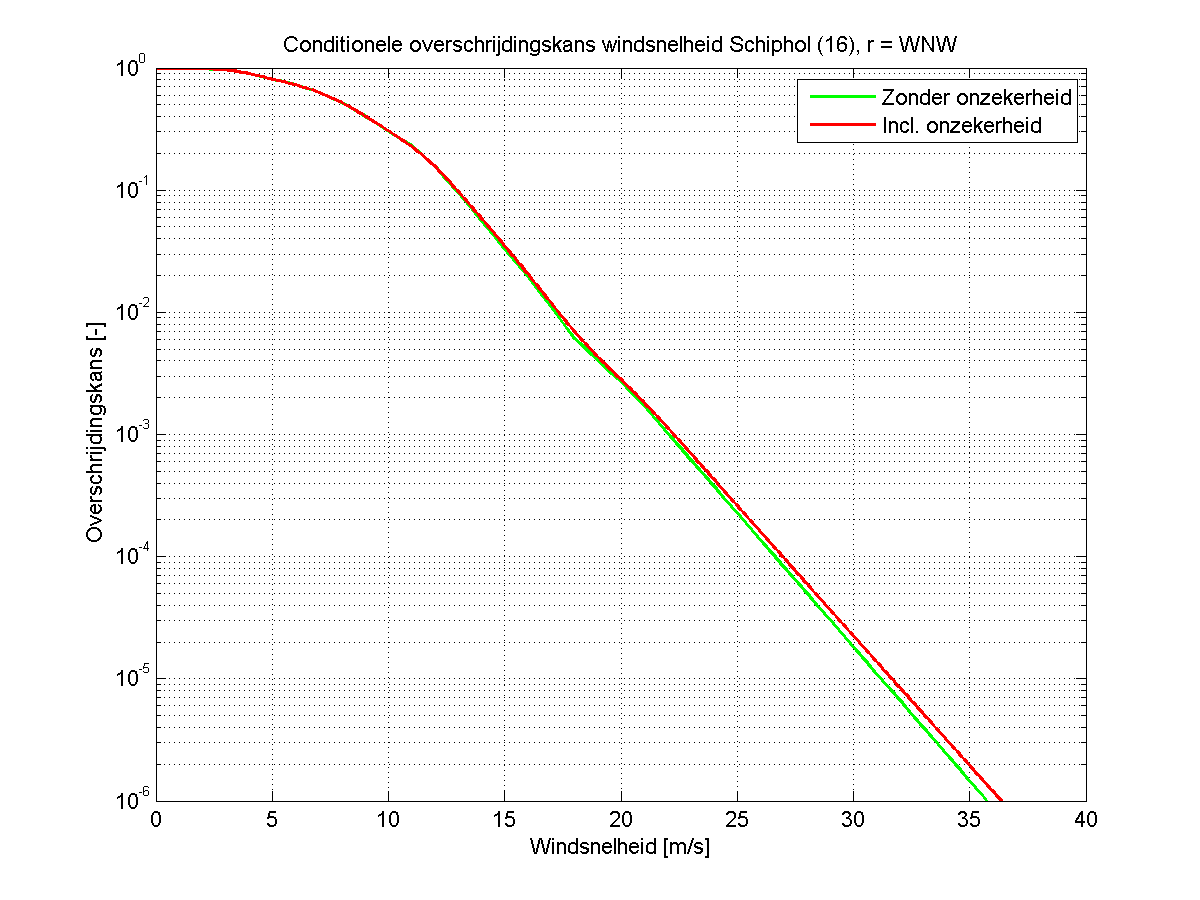 Conditionele overschrijdingskans windsnelheid Schiphol (16), r = WNW
Zonder onzekerheid
Incl. onzekerheid
Overschrijdingskans [-]
10^0
10^-1
10^-2
10^-3
10^-4
10^-5
10^-6
0 5 10 15 20 25 30 35 40
Windsnelheid [m/s]